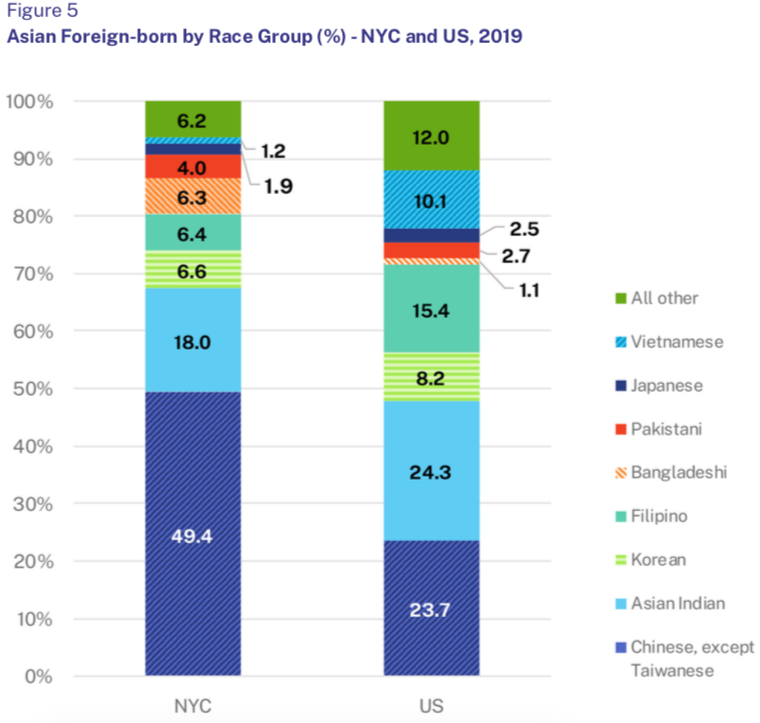 Figure 5
Asian Foreign-born by Race Group (%) - NYC and US, 2019
100%
90%
80%
70%
60%
50%
40%
30%
20%
10%
0%
6.2
1.2
1.9
4.0
6.3
6.4
6.6
18.0
49.4
NYC
12.0
10.1
2.5
2.7
1.1
15.4
8.2
24.3
23.7
US
All other
Vietnamese
Japanese
Pakistani
Bangladeshi
Filipino
Korean
Asian Indian
Chinese, except
Taiwanese